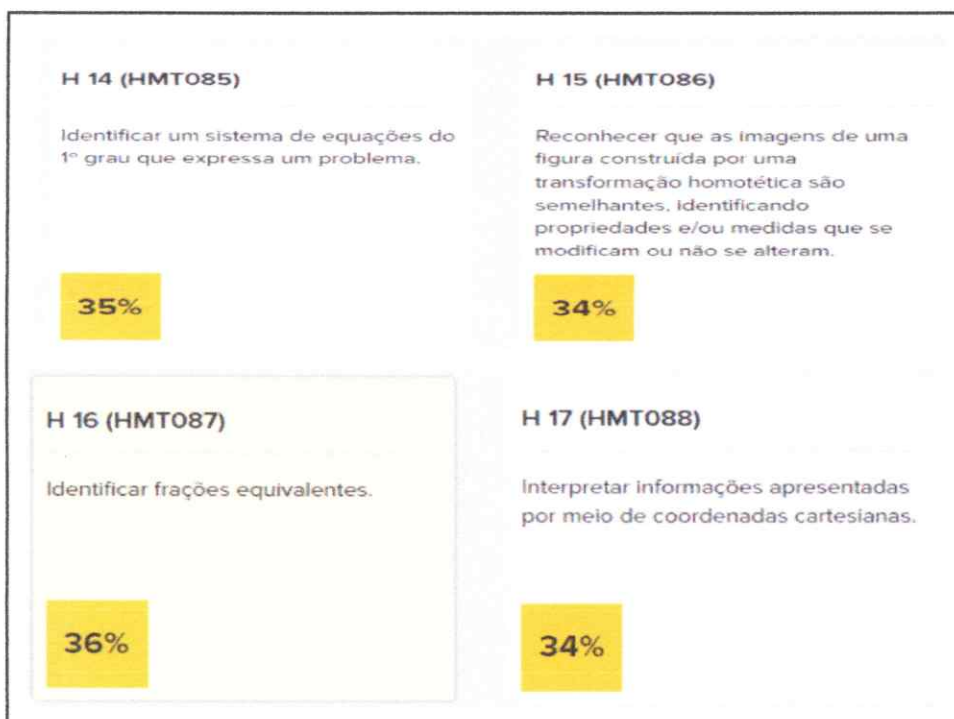 H 14 (HMT085)
Identificar um sistema de equações do
1º grau que expressa um problema.
35%
H 15 (HMT086)
Reconhecer que as imagens de uma
figura construída por uma
transformação homotética são
semelhantes, identificando
propriedades e/ou medidas que se
modificam ou não se alteram.
34%
H 16 (HMT087)
Identificar frações equivalentes.
36%
H 17 (HMT088)
Interpretar informações apresentadas
por meio de coordenadas cartesianas.
34%